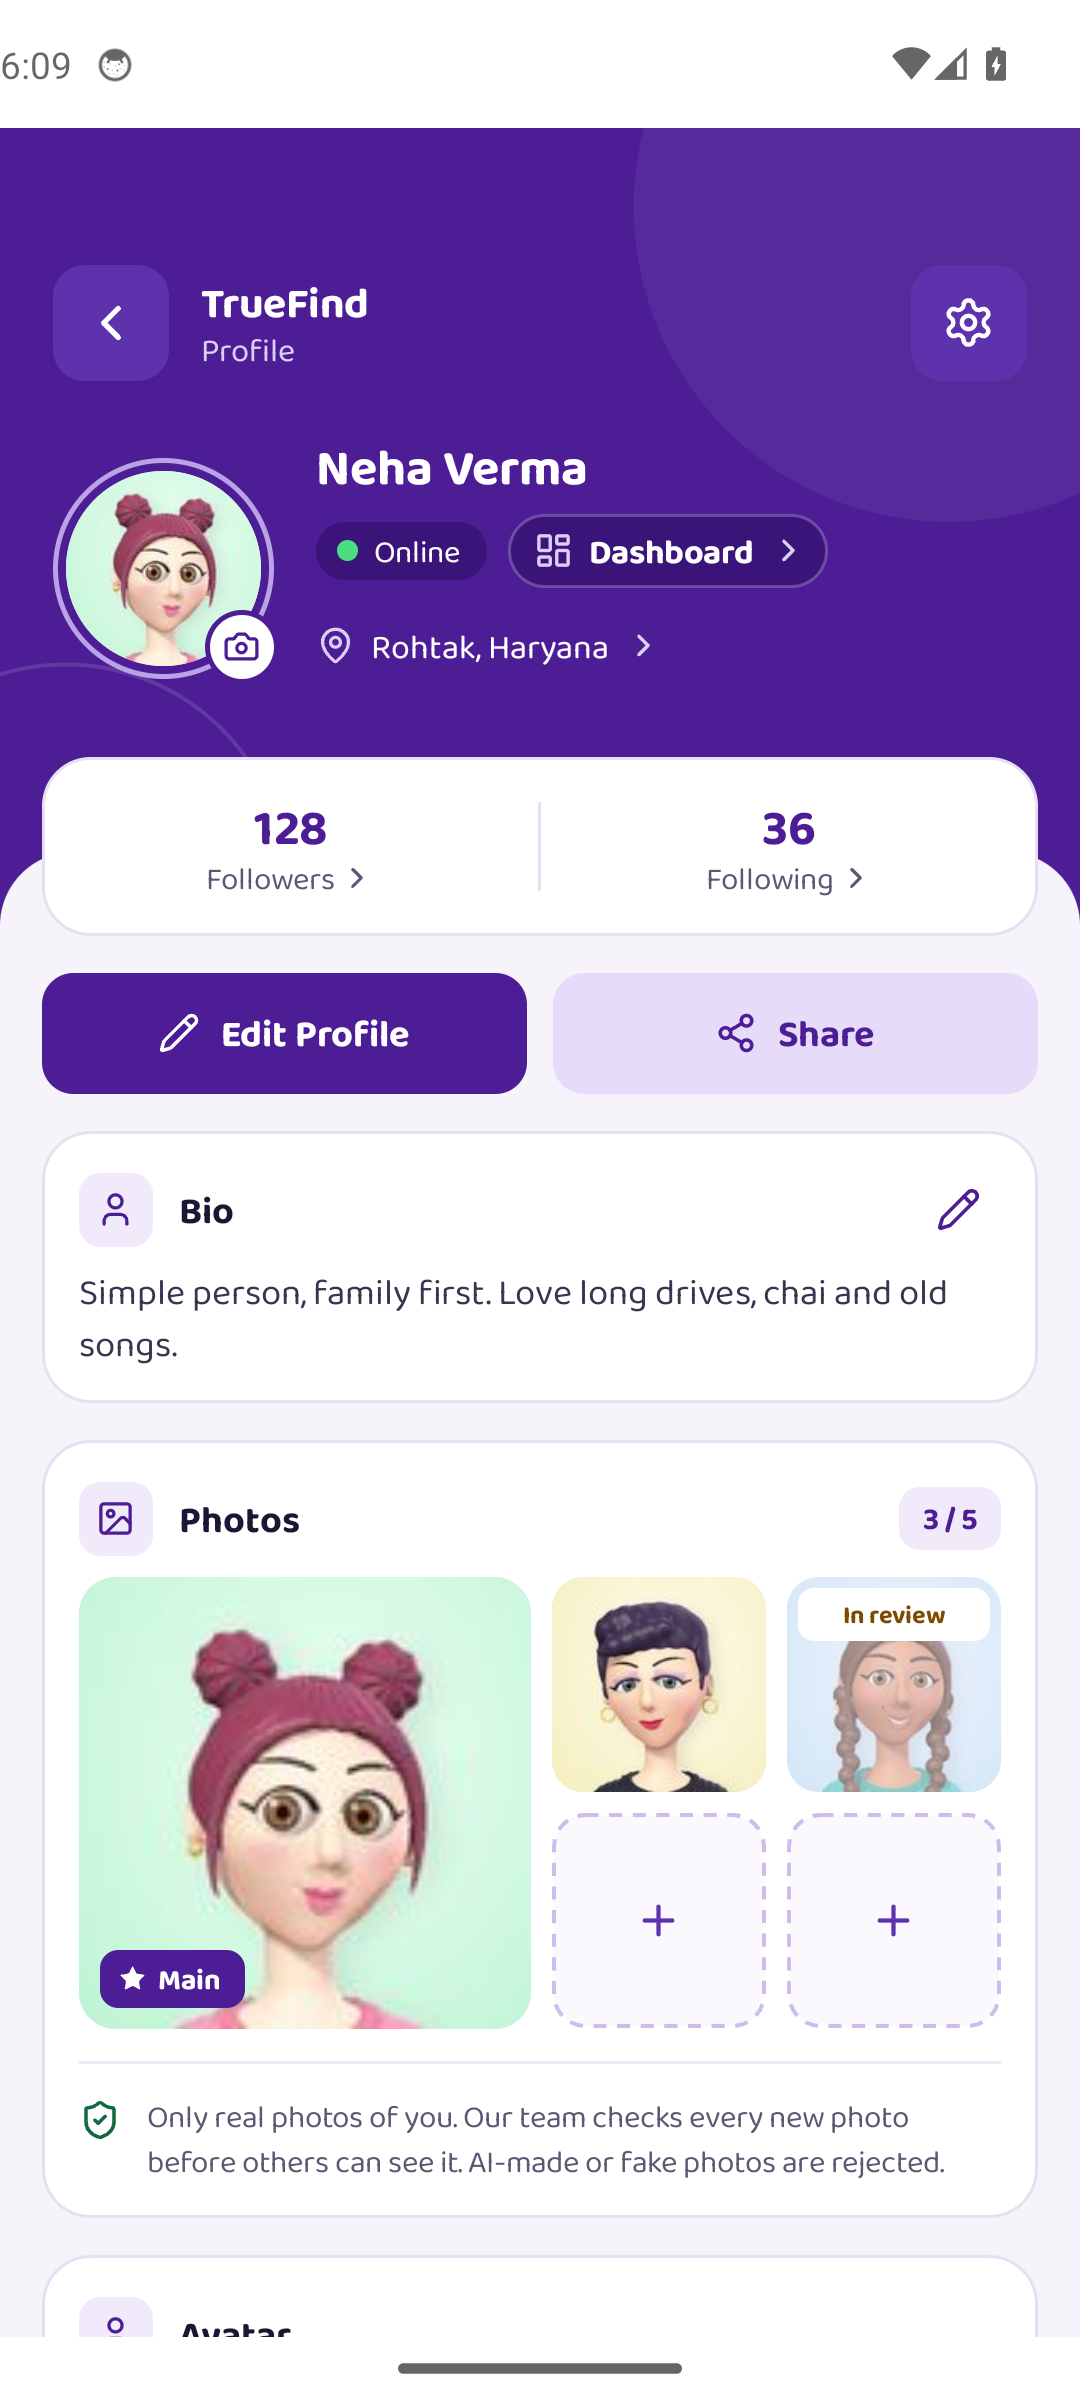 6:09
TrueFind
Profile
Neha Verma
Online
Dashboard
Rohtak, Haryana
128
Followers
36
Following
Edit Profile
Share
Bio
Simple person, family first. Love long drives, chai and old
songs.
Photos
3 / 5
In review
Main
Only real photos of you. Our team checks every new photo
before others can see it. AI-made or fake photos are rejected.
Avatar